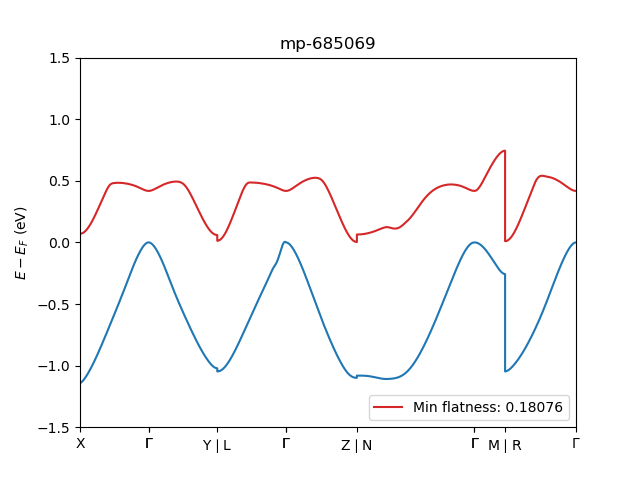 mp-685069
E − E_F (eV)
1.5
1.0
0.5
0.0
−0.5
−1.0
−1.5
X Γ Y | L Γ Z | N Γ M | R Γ
Min flatness: 0.18076